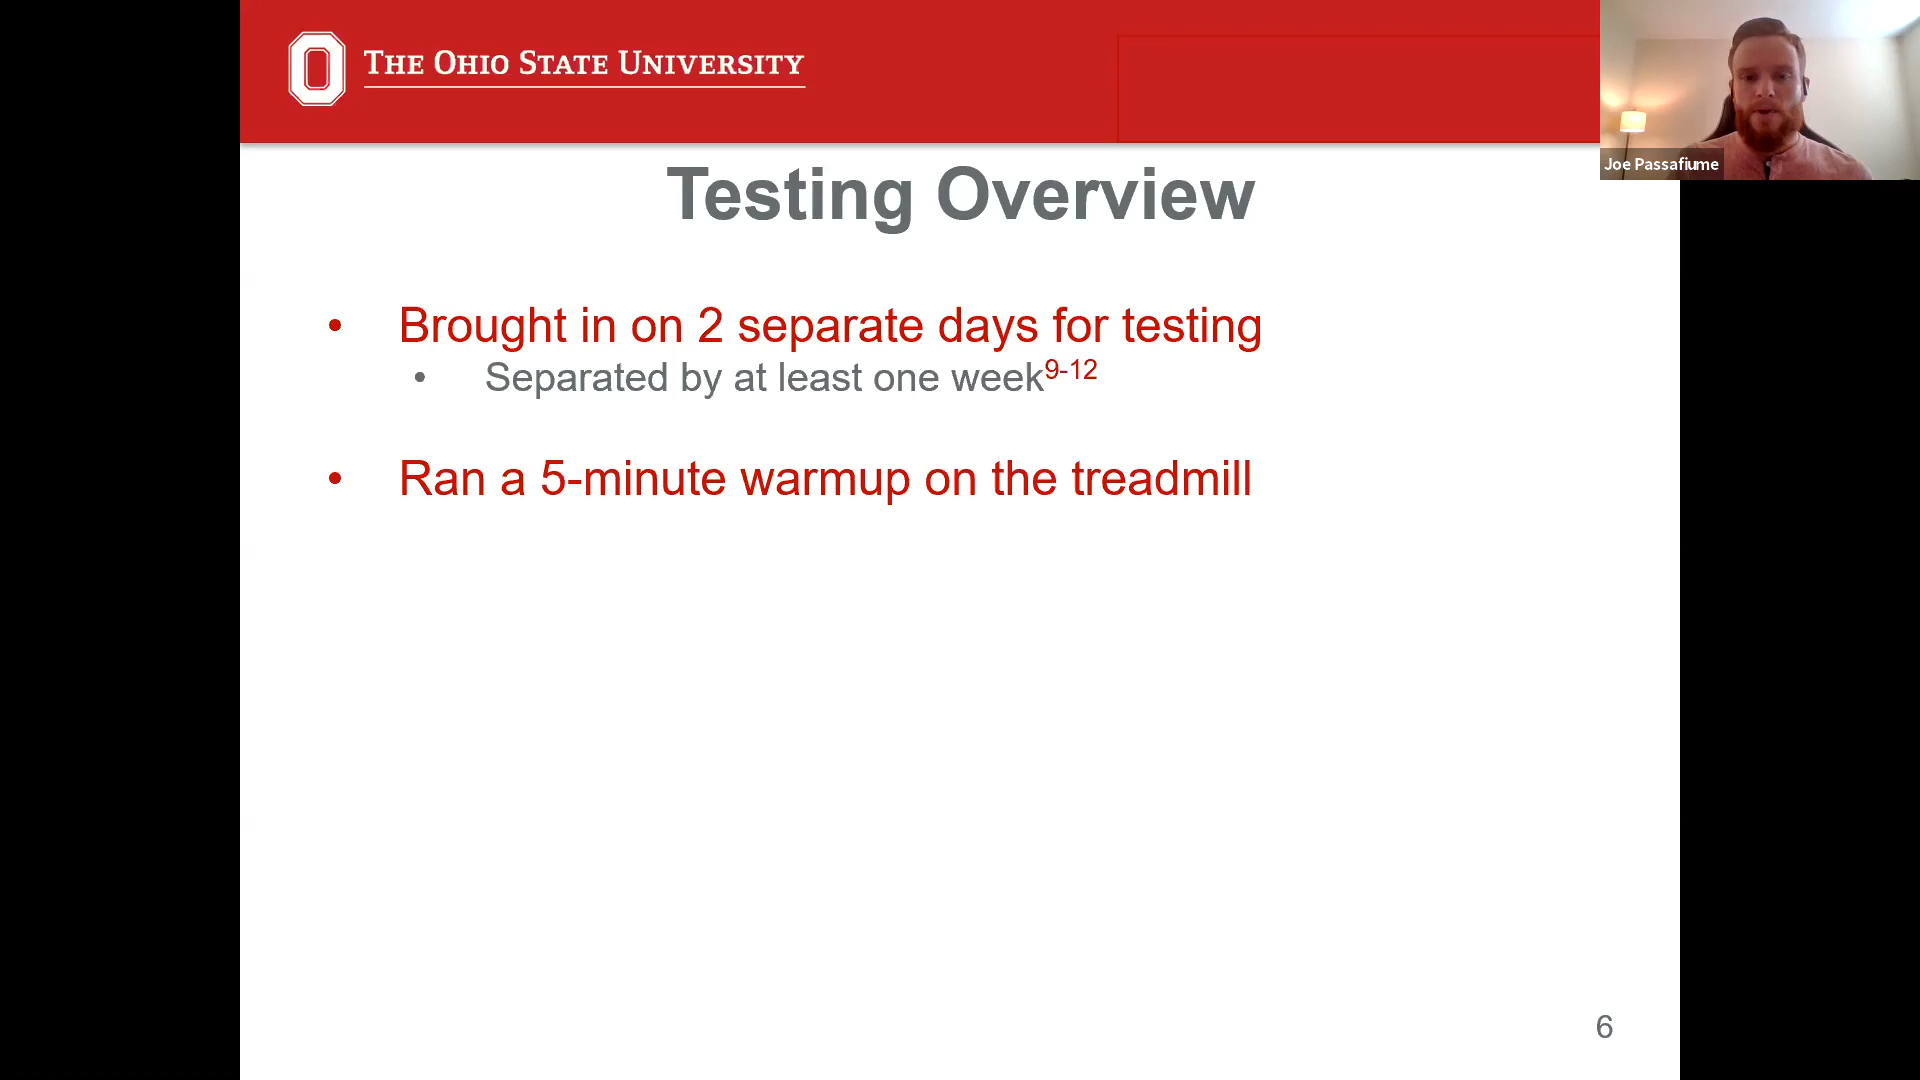 THE OHIO STATE UNIVERSITY
Joe Passafiume
Testing Overview
• Brought in on 2 separate days for testing
• Separated by at least one week9-12
• Ran a 5-minute warmup on the treadmill
6